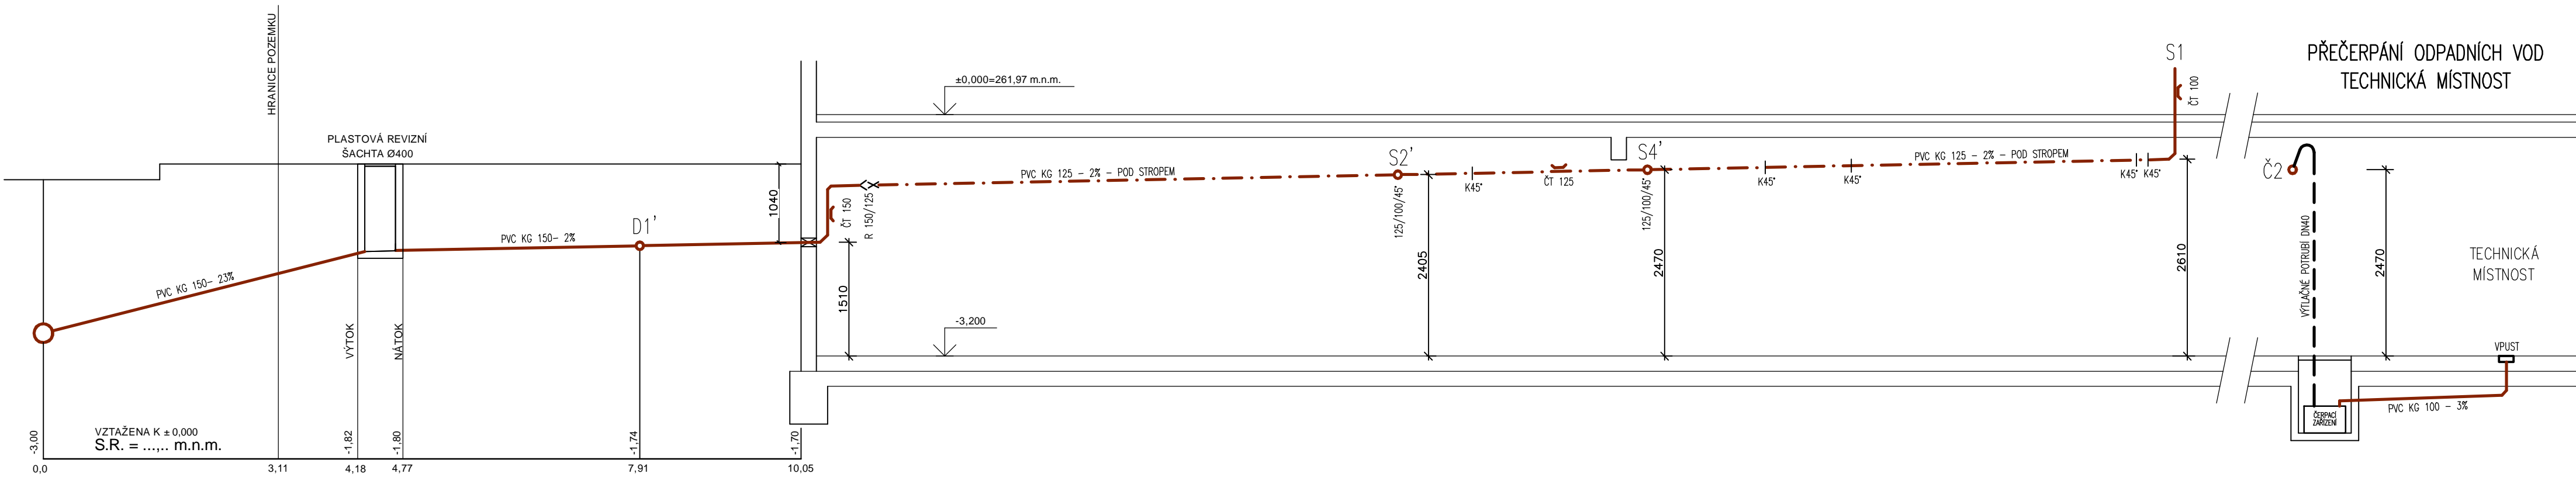 HRANICE POZEMKU
PLASTOVÁ REVIZNÍ
ŠACHTA Ø400
PVC KG 150- 23%
PVC KG 150- 2%
D1'
1040
VÝTOK
NÁTOK
VZTAŽENA K ± 0,000
S.R. = ...,.. m.n.m.
-3,00
-1,82
-1,80
-1,74
-1,70
0,0
3,11
4,18
4,77
7,91
10,05
±0,000=261,97 m.n.m.
ČT 150
R 150/125
1510
PVC KG 125 - 2% - POD STROPEM
-3,200
S2'
125/100/45°
2405
K45°
ČT 125
S4'
125/100/45°
2470
K45°
K45°
PVC KG 125 - 2% - POD STROPEM
K45°
K45°
S1
ČT 100
2610
PŘEČERPÁNÍ ODPADNÍCH VOD
TECHNICKÁ MÍSTNOST
Č2
VÝTLAČNÉ POTRUBÍ DN40
2470
TECHNICKÁ
MÍSTNOST
VPUST
ČERPACÍ
ZAŘÍZENÍ
PVC KG 100 - 3%